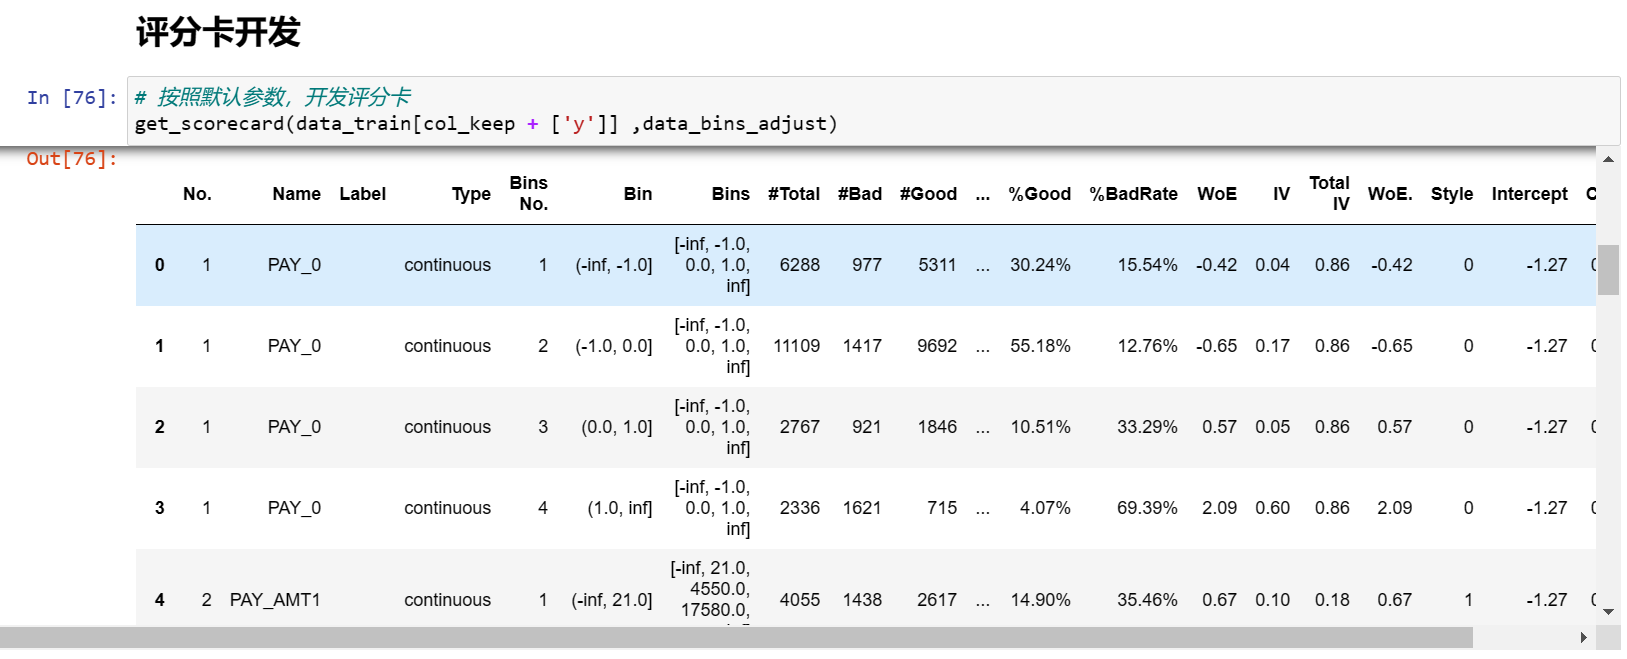 评分卡开发
In [76]:
# 按照默认参数，开发评分卡
get_scorecard(data_train[col_keep + ['y']] ,data_bins_adjust)
Out[76]:
No. Name Label Type Bins No. Bin Bins #Total #Bad #Good ... %Good %BadRate WoE IV Total IV WoE. Style Intercept
0 1 PAY_0 continuous 1 (-inf, -1.0] [-inf, -1.0, 0.0, 1.0, inf] 6288 977 5311 ... 30.24% 15.54% -0.42 0.04 0.86 -0.42 0 -1.27
1 1 PAY_0 continuous 2 (-1.0, 0.0] [-inf, -1.0, 0.0, 1.0, inf] 11109 1417 9692 ... 55.18% 12.76% -0.65 0.17 0.86 -0.65 0 -1.27
2 1 PAY_0 continuous 3 (0.0, 1.0] [-inf, -1.0, 0.0, 1.0, inf] 2767 921 1846 ... 10.51% 33.29% 0.57 0.05 0.86 0.57 0 -1.27
3 1 PAY_0 continuous 4 (1.0, inf] [-inf, -1.0, 0.0, 1.0, inf] 2336 1621 715 ... 4.07% 69.39% 2.09 0.60 0.86 2.09 0 -1.27
4 2 PAY_AMT1 continuous 1 (-inf, 21.0] [-inf, 21.0, 4550.0, 17580.0, 4055 1438 2617 ... 14.90% 35.46% 0.67 0.10 0.18 0.67 1 -1.27